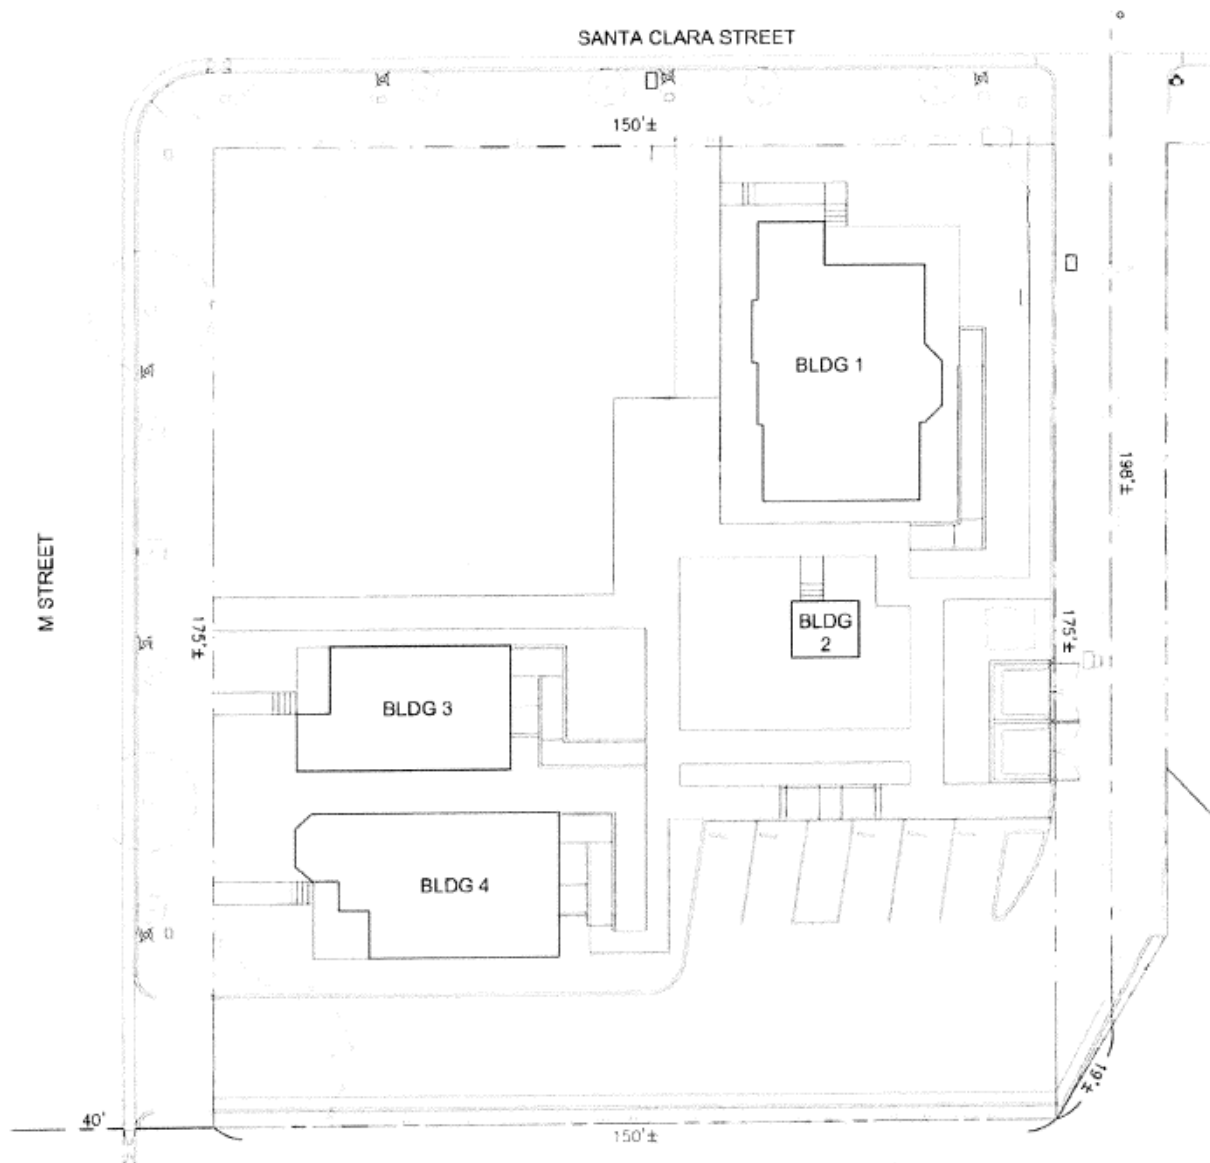 SANTA CLARA STREET
150'±
BLDG 1
198'±
M STREET
175'±
BLDG
2
175'±
BLDG 3
BLDG 4
19'±
40'
150'±